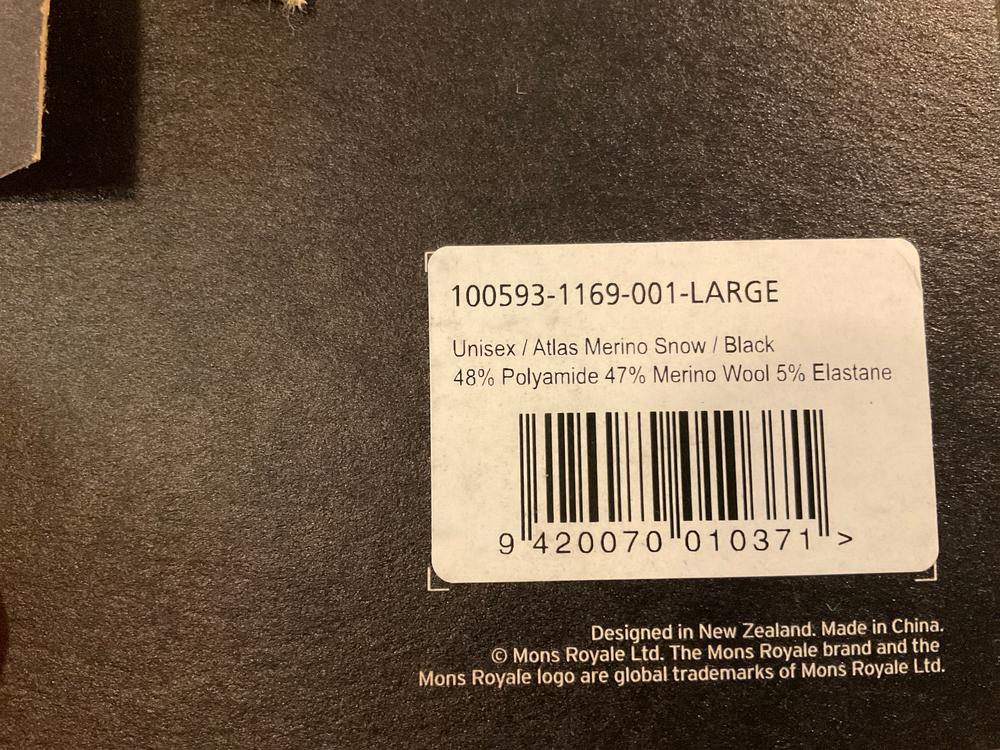 100593-1169-001-LARGE
Unisex / Atlas Merino Snow / Black
48% Polyamide 47% Merino Wool 5% Elastane
9 420070 010371 >
Designed in New Zealand. Made in China.
© Mons Royale Ltd. The Mons Royale brand and the
Mons Royale logo are global trademarks of Mons Royale Ltd.